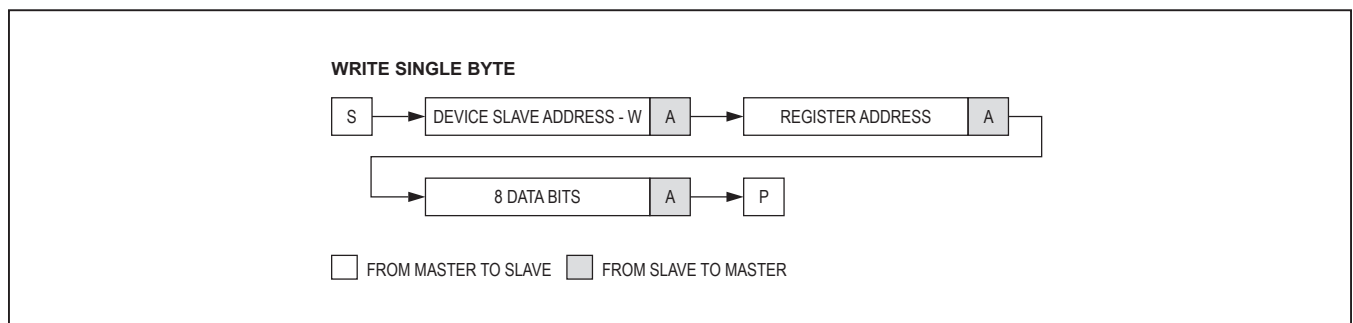 WRITE SINGLE BYTE
S DEVICE SLAVE ADDRESS - W A REGISTER ADDRESS A
8 DATA BITS A P
FROM MASTER TO SLAVE FROM SLAVE TO MASTER